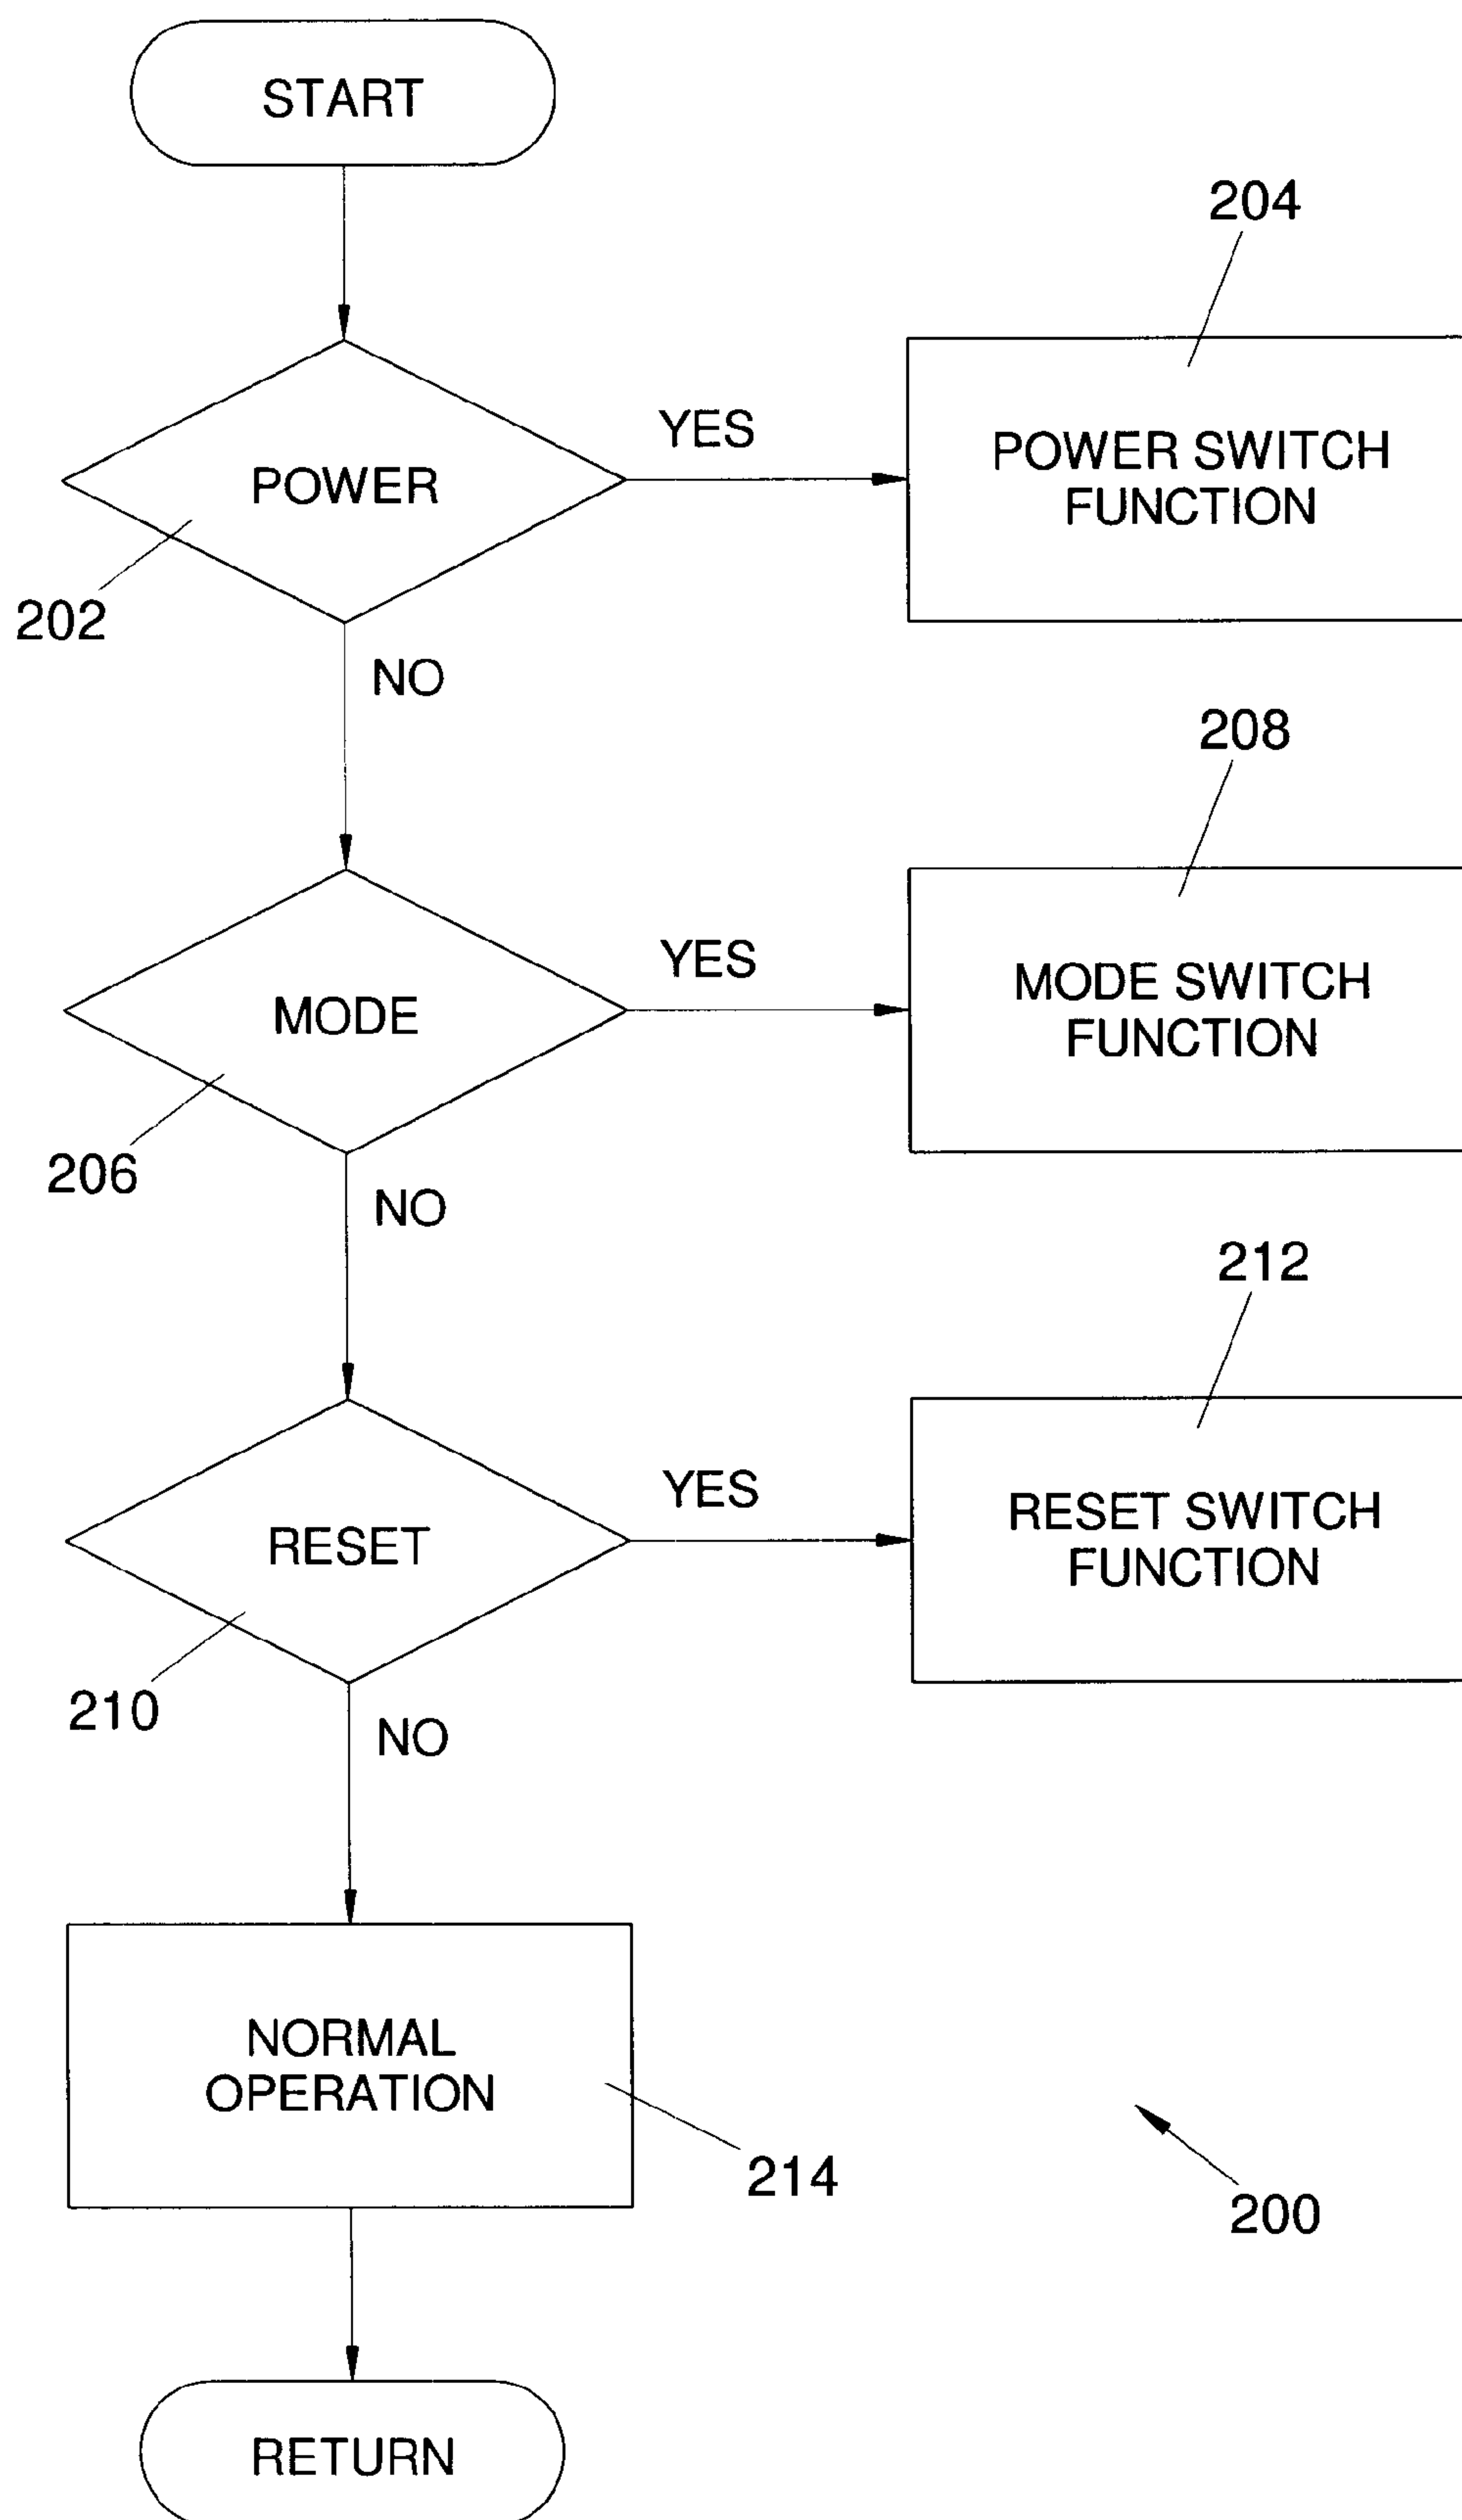 START
204
POWER
YES
POWER SWITCH
FUNCTION
202
NO
208
MODE
YES
MODE SWITCH
FUNCTION
206
NO
212
RESET
YES
RESET SWITCH
FUNCTION
210
NO
NORMAL
OPERATION
214
200
RETURN